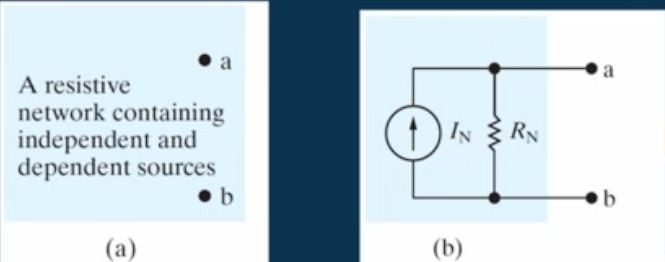 a
A resistive
network containing
independent and
dependent sources
b
(a)
a
I_N R_N
b
(b)